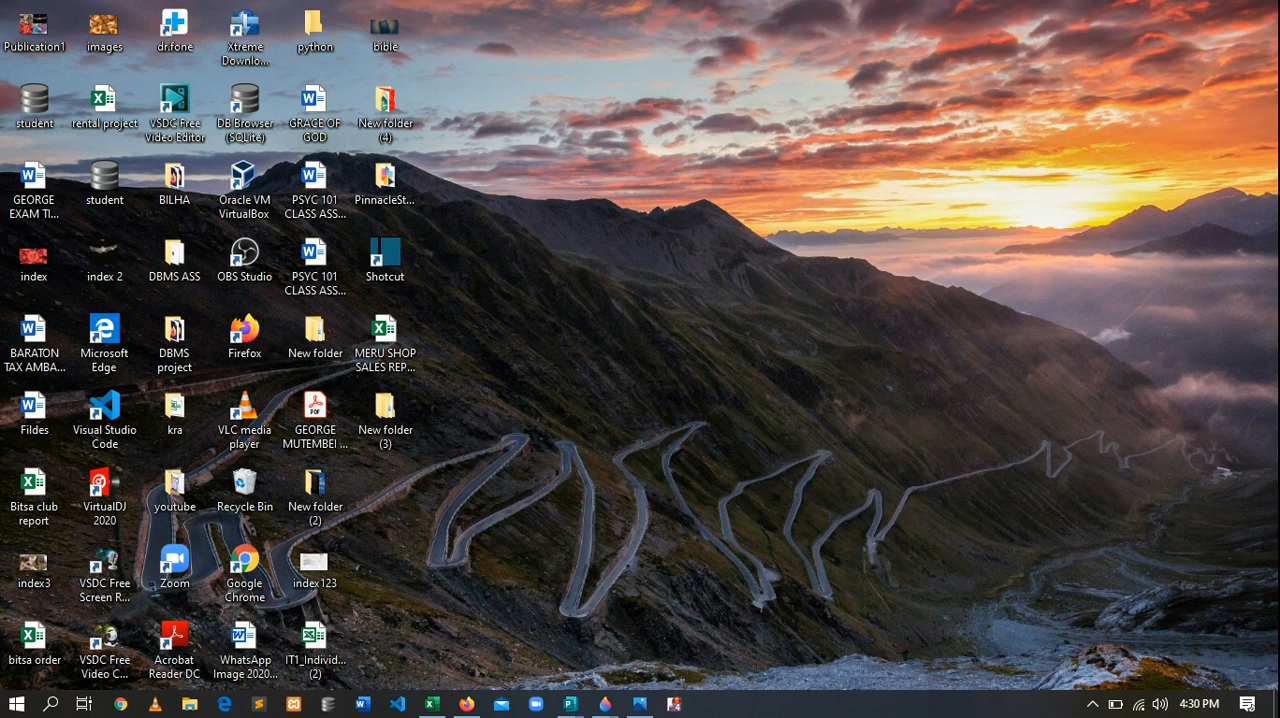 Publication1
images
dr.fone
Xtreme
Downlo...
python
bible
student
rental project
VSDC Free
Video Editor
DB Browser
(SQLite)
GRACE OF
GOD
New folder
(4)
GEORGE
EXAM TI...
student
BILHA
Oracle VM
VirtualBox
PSYC 101
CLASS ASS...
PinnacleSt...
index
index 2
DBMS ASS
OBS Studio
PSYC 101
CLASS ASS...
Shotcut
BARATON
TAX AMBA...
Microsoft
Edge
DBMS
project
Firefox
New folder
MERU SHOP
SALES REP...
Fildes
Visual Studio
Code
kra
VLC media
player
GEORGE
MUTEMBEI ...
New folder
(3)
Bitsa club
report
VirtualDJ
2020
youtube
Recycle Bin
New folder
(2)
index3
VSDC Free
Screen R...
Zoom
Google
Chrome
index123
bitsa order
VSDC Free
Video C...
Acrobat
Reader DC
WhatsApp
Image 2020...
IT1_Individ...
(2)
4:30 PM